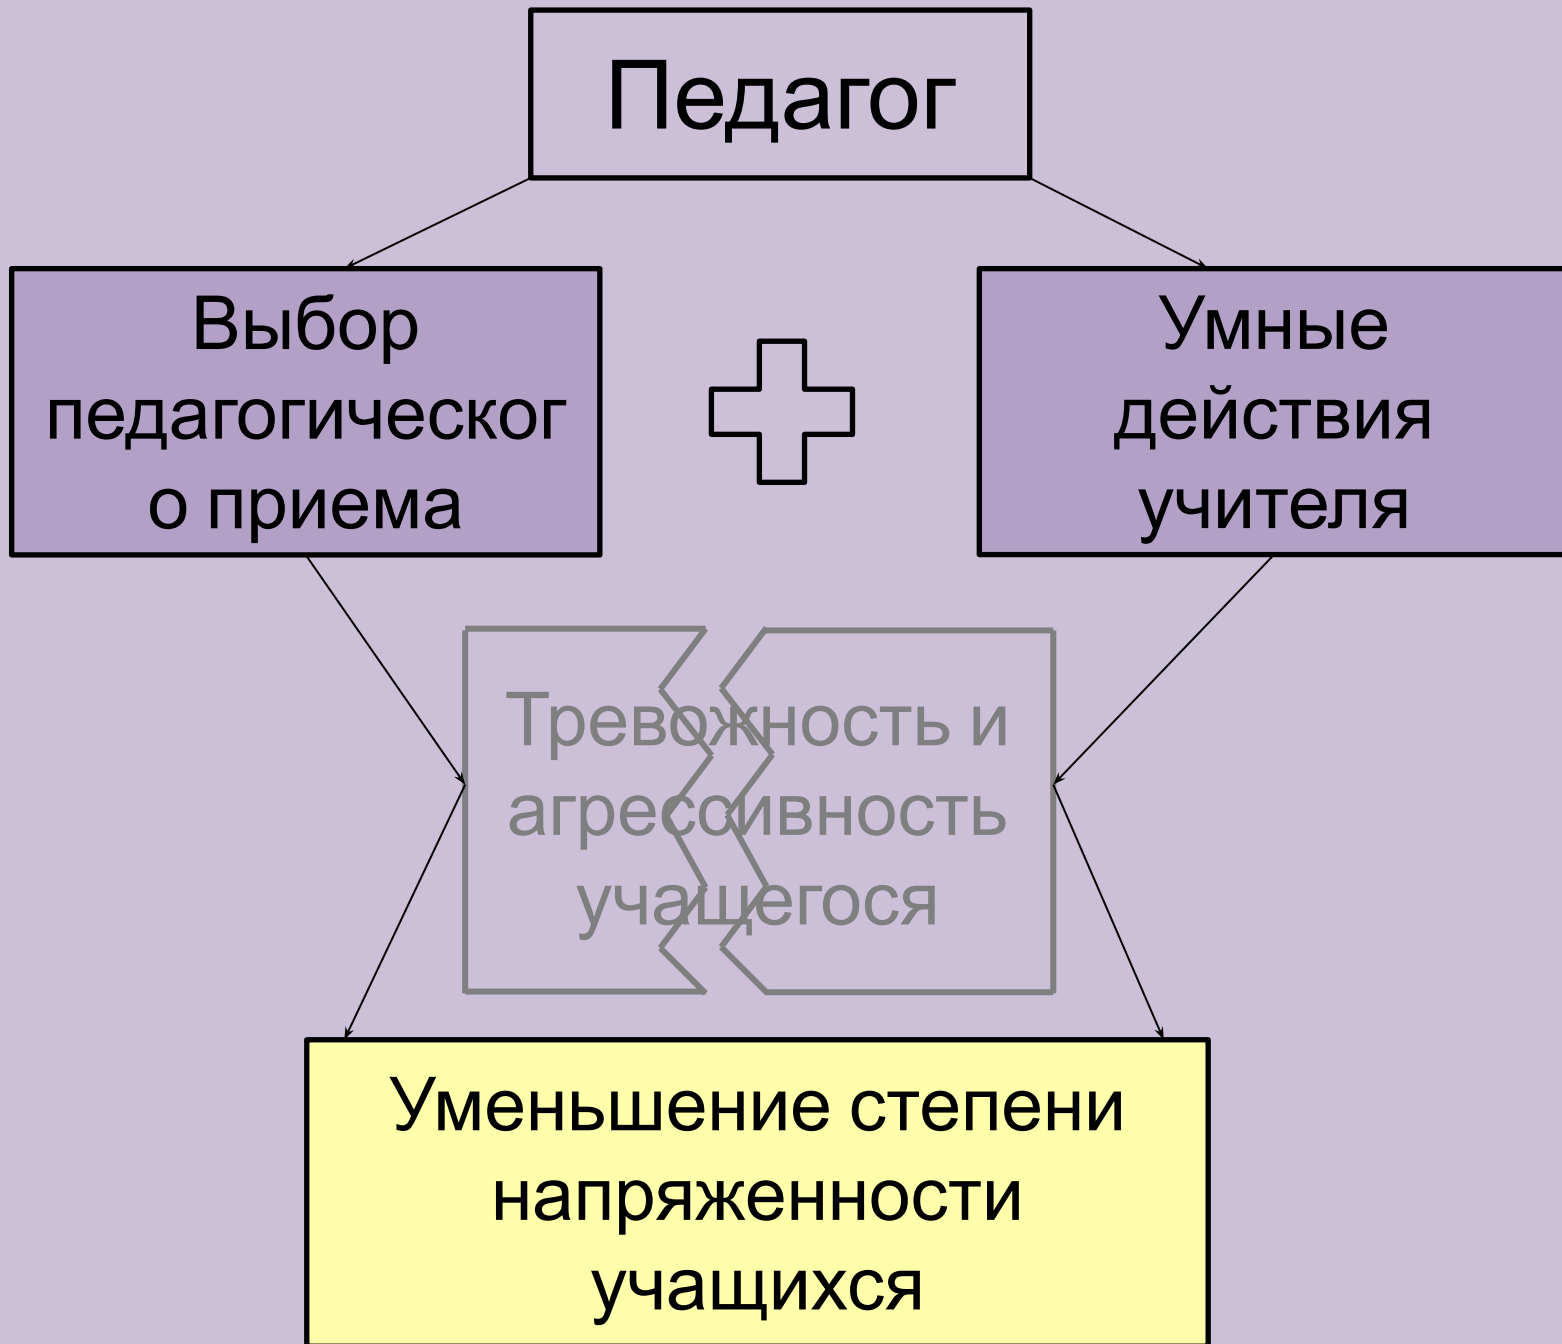 Педагог
Выбор
педагогическог
о приема
Умные
действия
учителя
Тревожность и
агрессивность
учащегося
Уменьшение степени
напряженности
учащихся